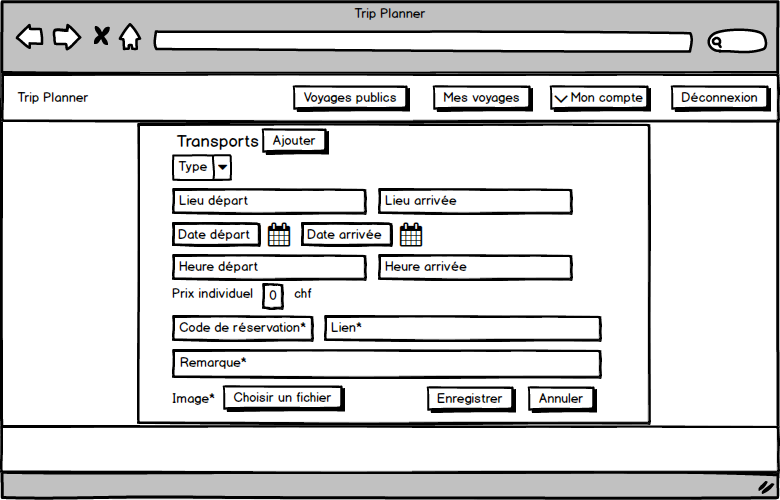 Trip Planner
Trip Planner
Voyages publics
Mes voyages
Mon compte
Déconnexion
Transports
Ajouter
Type
Lieu départ
Lieu arrivée
Date départ
Date arrivée
Heure départ
Heure arrivée
Prix individuel 0 chf
Code de réservation*
Lien*
Remarque*
Image*
Choisir un fichier
Enregistrer
Annuler